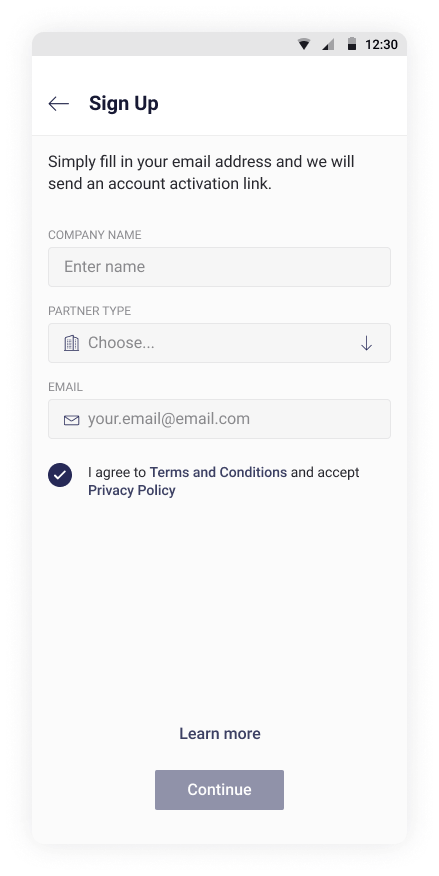 12:30
Sign Up
Simply fill in your email address and we will
send an account activation link.
COMPANY NAME
Enter name
PARTNER TYPE
Choose...
EMAIL
your.email@email.com
I agree to Terms and Conditions and accept
Privacy Policy
Learn more
Continue